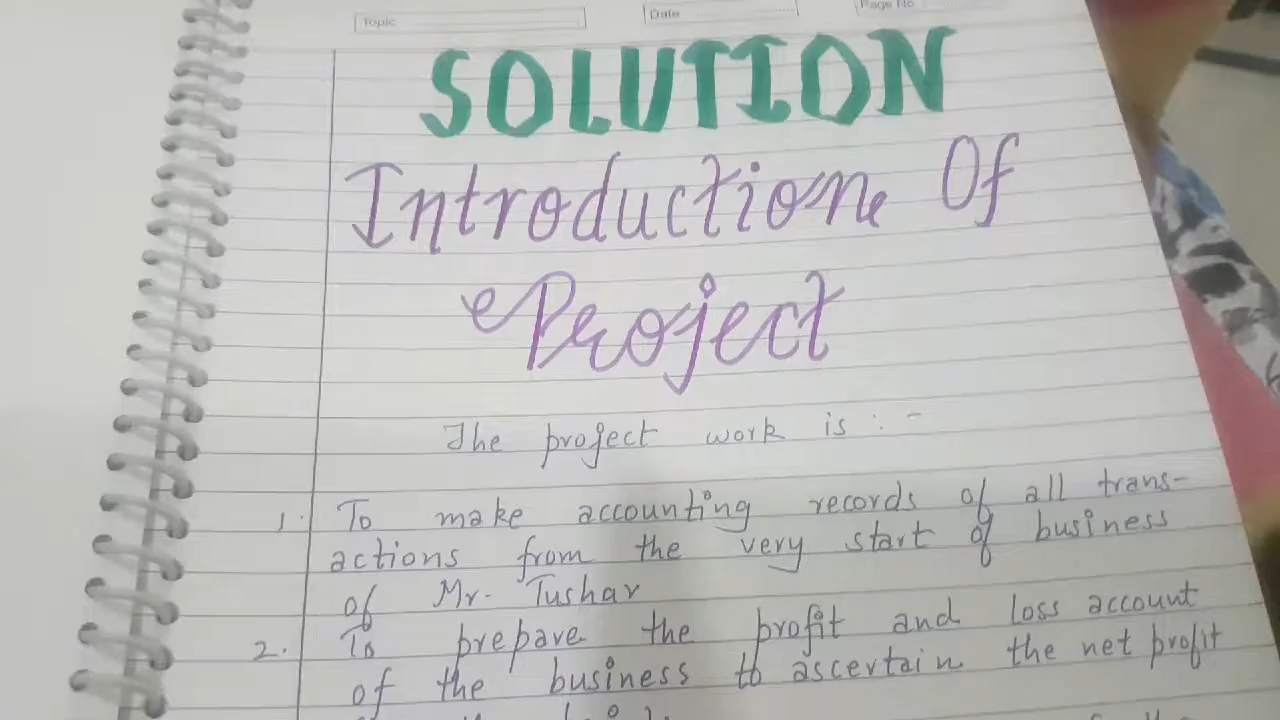 Topic
Date
Page No
SOLUTION
Introduction Of
Project
The project work is : -
1. To make accounting records of all trans-
actions from the very start of business
of Mr. Tushar
2. To prepare the profit and loss account
of the business to ascertain the net profit